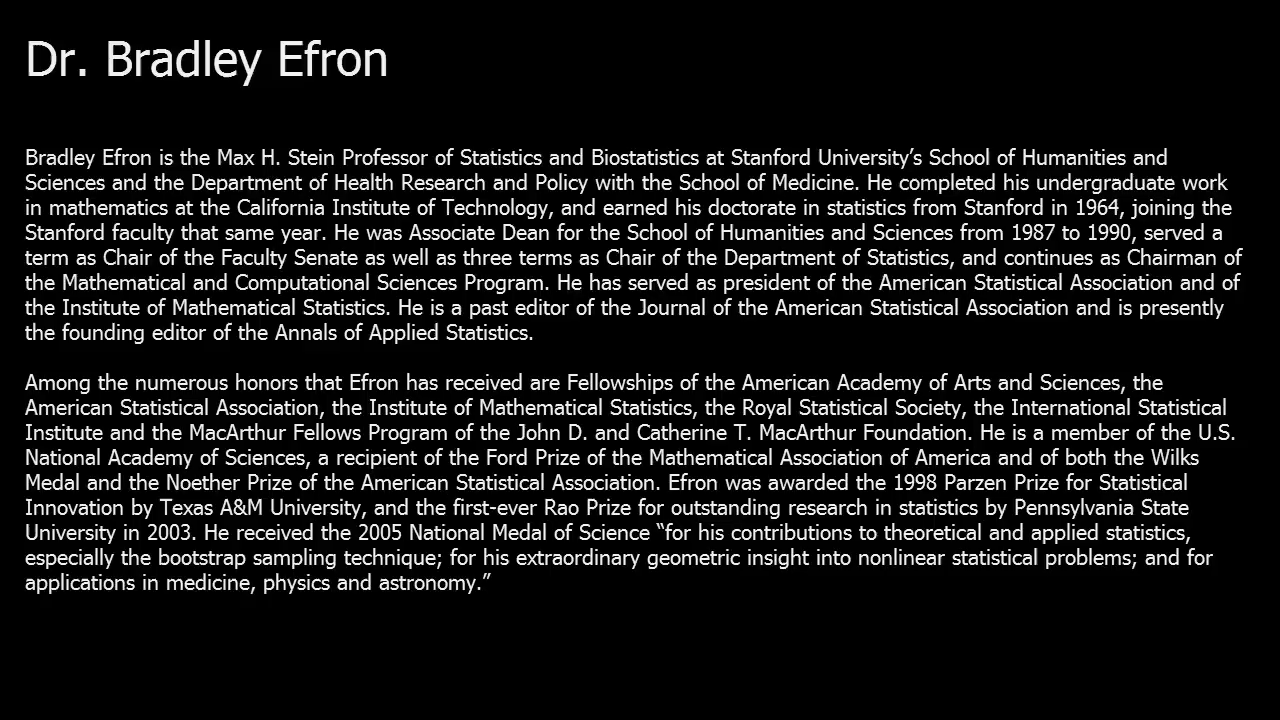 Dr. Bradley Efron
Bradley Efron is the Max H. Stein Professor of Statistics and Biostatistics at Stanford University’s School of Humanities and
Sciences and the Department of Health Research and Policy with the School of Medicine. He completed his undergraduate work
in mathematics at the California Institute of Technology, and earned his doctorate in statistics from Stanford in 1964, joining the
Stanford faculty that same year. He was Associate Dean for the School of Humanities and Sciences from 1987 to 1990, served a
term as Chair of the Faculty Senate as well as three terms as Chair of the Department of Statistics, and continues as Chairman of
the Mathematical and Computational Sciences Program. He has served as president of the American Statistical Association and of
the Institute of Mathematical Statistics. He is a past editor of the Journal of the American Statistical Association and is presently
the founding editor of the Annals of Applied Statistics.
Among the numerous honors that Efron has received are Fellowships of the American Academy of Arts and Sciences, the
American Statistical Association, the Institute of Mathematical Statistics, the Royal Statistical Society, the International Statistical
Institute and the MacArthur Fellows Program of the John D. and Catherine T. MacArthur Foundation. He is a member of the U.S.
National Academy of Sciences, a recipient of the Ford Prize of the Mathematical Association of America and of both the Wilks
Medal and the Noether Prize of the American Statistical Association. Efron was awarded the 1998 Parzen Prize for Statistical
Innovation by Texas A&M University, and the first-ever Rao Prize for outstanding research in statistics by Pennsylvania State
University in 2003. He received the 2005 National Medal of Science “for his contributions to theoretical and applied statistics,
especially the bootstrap sampling technique; for his extraordinary geometric insight into nonlinear statistical problems; and for
applications in medicine, physics and astronomy.”